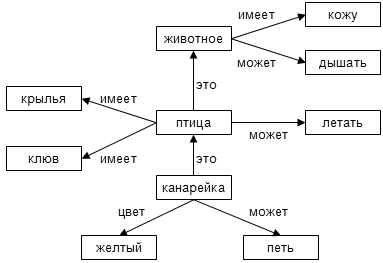 имеет
кожу
животное
может
дышать
это
крылья
имеет
птица
может
летать
клюв
имеет
это
канарейка
цвет
может
желтый
петь